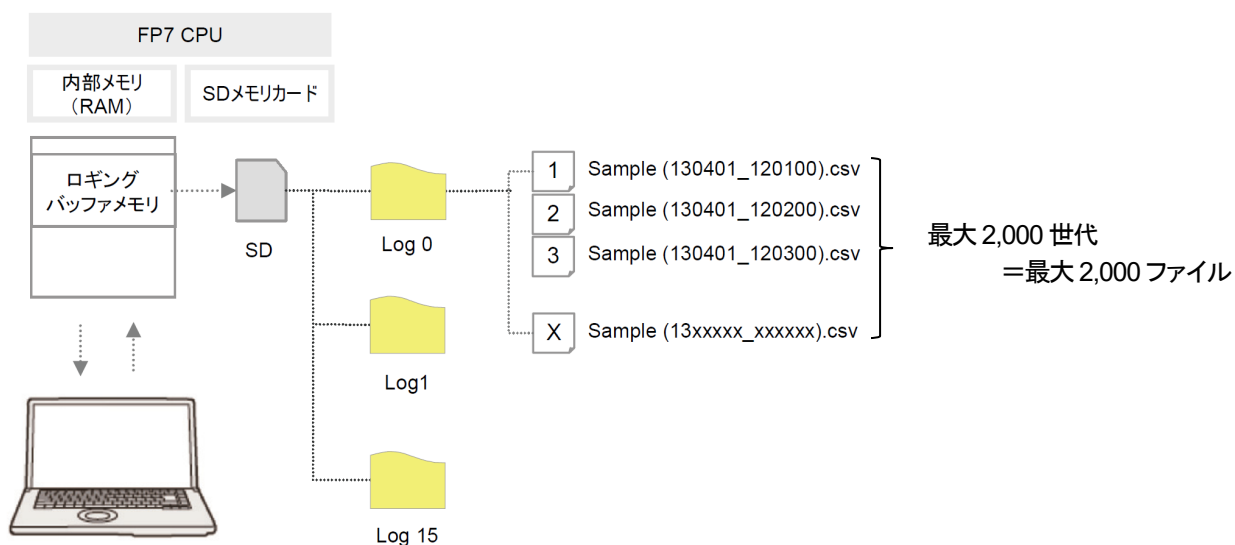 FP7 CPU
内部メモリ
（RAM）
SDメモリカード
ロギング
バッファメモリ
SD
Log 0
Log1
Log 15
1
Sample (130401_120100).csv
2
Sample (130401_120200).csv
3
Sample (130401_120300).csv
X
Sample (13xxxxx_xxxxxx).csv
最大 2,000 世代
＝最大 2,000 ファイル